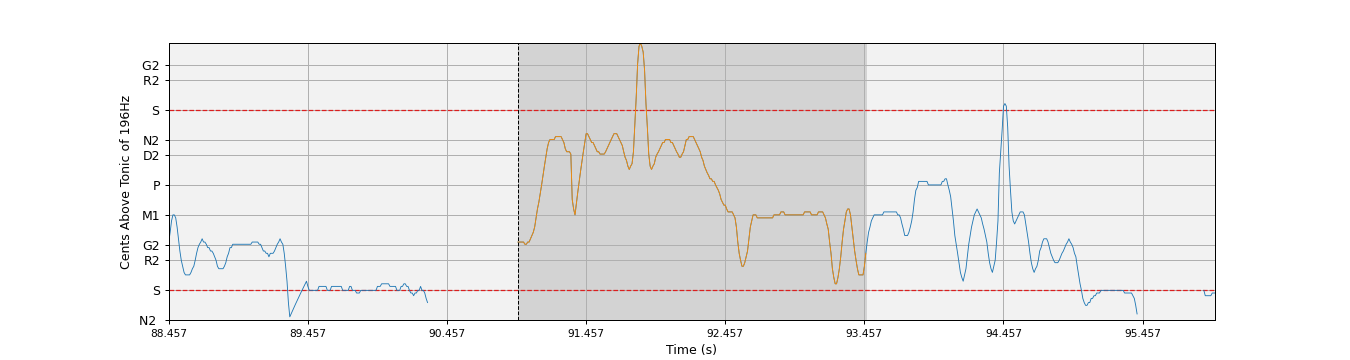 Cents Above Tonic of 196Hz
G2
R2
S
N2
D2
P
M1
G2
R2
S
N2
88.457 89.457 90.457 91.457 92.457 93.457 94.457 95.457
Time (s)